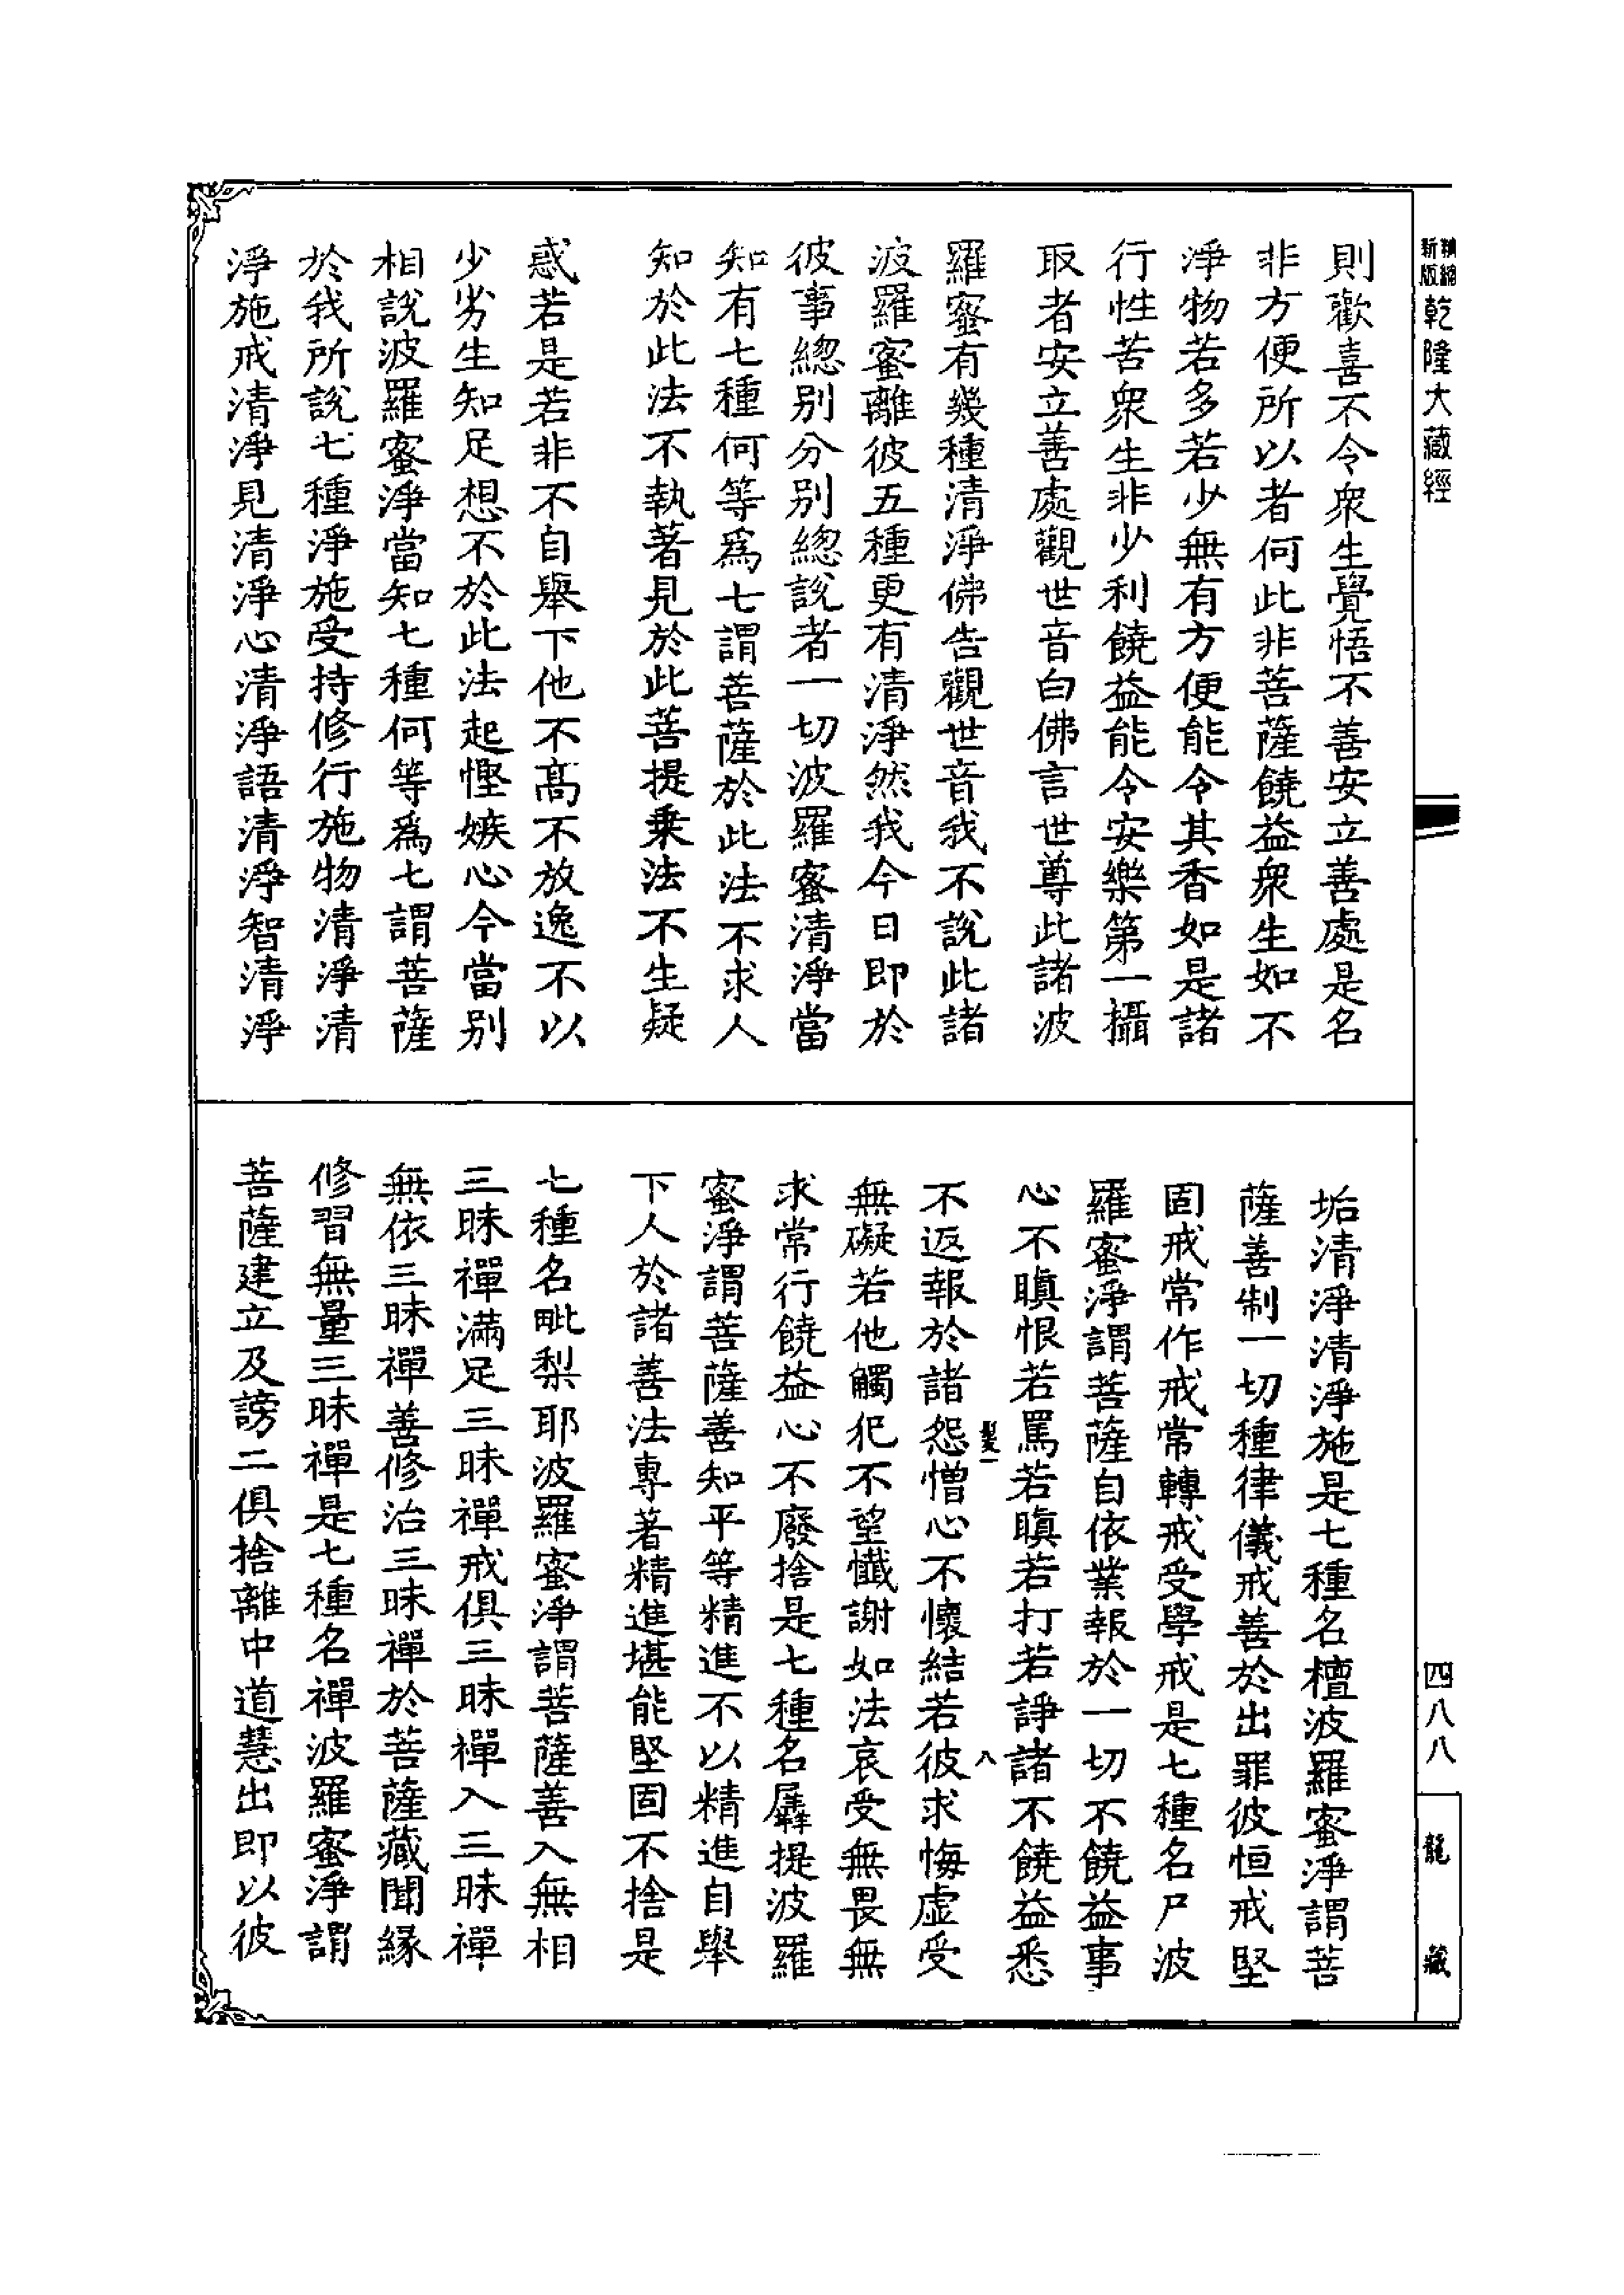 新編縮版
乾隆大藏經
則歡喜不令衆生覺悟不善安立善處是名
非方便所以者何此非菩薩饒益衆生如不
淨物若多若少無有方便能令其香如是諸
行性苦衆生非少利饒益能令安樂第一攝
取者安立善處觀世音白佛言世尊此諸波
羅蜜有幾種清淨佛告觀世音我不說此諸
波羅蜜離彼五種更有清淨然我今日即於
彼事總別分別總說者一切波羅蜜清淨當
知有七種何等爲七謂菩薩於此法不求人
知於此法不執著見於此菩提乗法不生疑
惑若是若非不自舉下他不高不放逸不以
少劣生知足想不於此法起慳嫉心今當別
相說波羅蜜淨當知七種何等爲七謂菩薩
於我所說七種淨施受持修行施物清淨清
淨施戒清淨見清淨心清淨語清淨智清淨
垢清淨清淨施是七種名檀波羅蜜淨謂菩
薩善制一切種律儀戒善於出罪彼恒戒堅
固戒常作戒常轉戒受學戒是七種名尸波
羅蜜淨謂菩薩自依業報於一切不饒益事
心不瞋恨若罵若瞋若打若諍諸不饒益悉
不返報於諸怨憎心不懷結若彼求悔虛受
無礙若他觸犯不望懺謝如法哀受無畏無
求常行饒益心不廢捨是七種名羼提波羅
蜜淨謂菩薩善知平等精進不以精進自舉
下人於諸善法專著精進堪能堅固不捨是
七種名毗梨耶波羅蜜淨謂菩薩善入無相
三昧禪滿足三昧禪戒俱三昧禪入三昧禪
無依三昧禪善修治三昧禪於菩薩藏聞緣
修習無量三昧禪是七種名禪波羅蜜淨謂
菩薩建立及謗二俱捨離中道慧出即以彼
八
四八八
龍藏